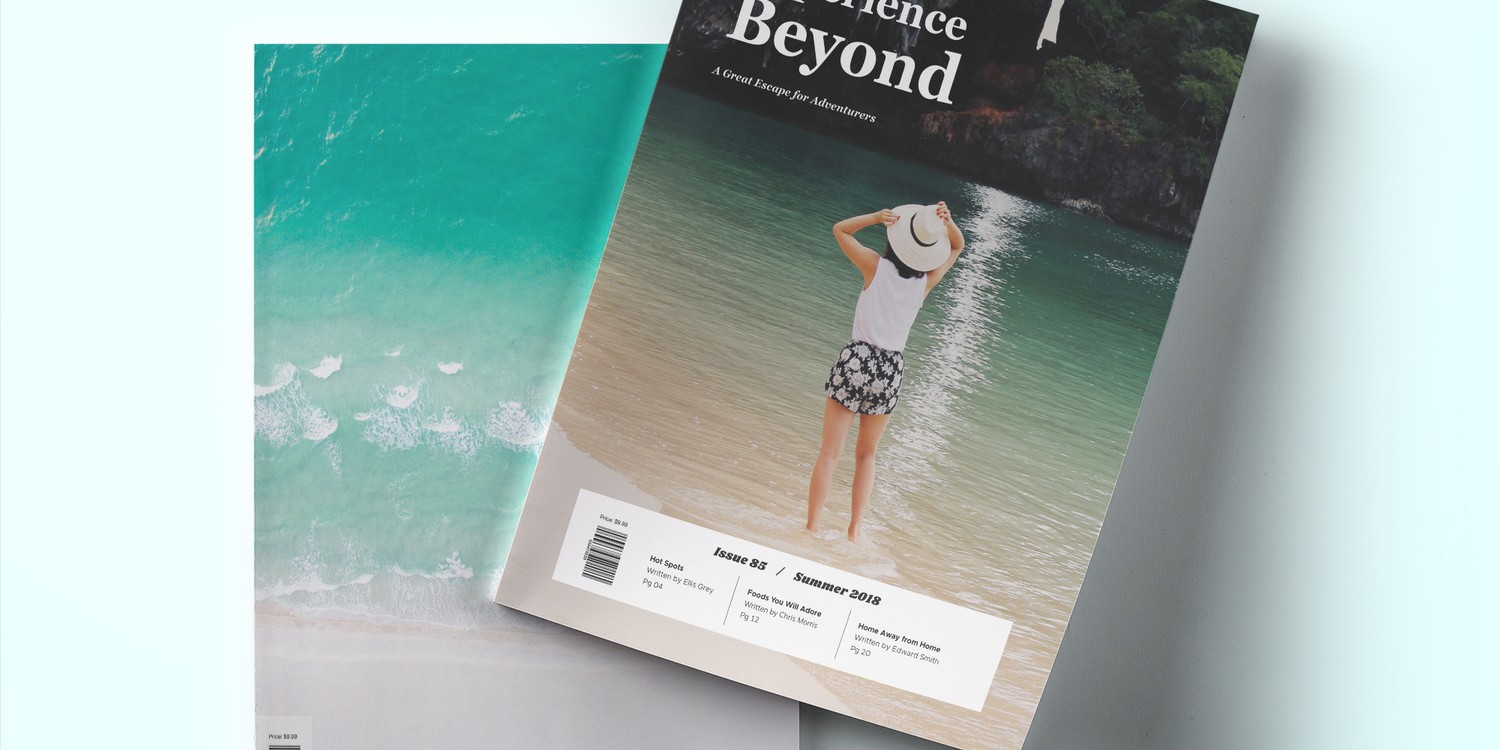 Beyond
A Great Escape for Adventurers
Price: $9.99
Issue 85 / Summer 2018
Hot Spots
Written by Ellis Grey
Pg 04
Foods You Will Adore
Written by Chris Morris
Pg 12
Home Away from Home
Written by Edward Smith
Pg 20
Price: $9.99